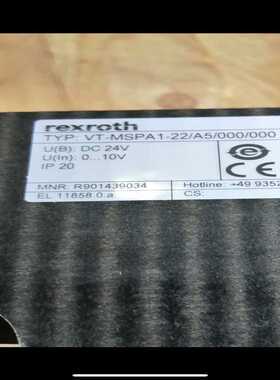 rexroth
TYP: VT-MSPA1-22/A5/000/000
U(B): DC 24V
U(In): 0...10V
IP 20
MNR: R901439034
Hotline: +49 9352
EL 11858.0.a
CS:
CE